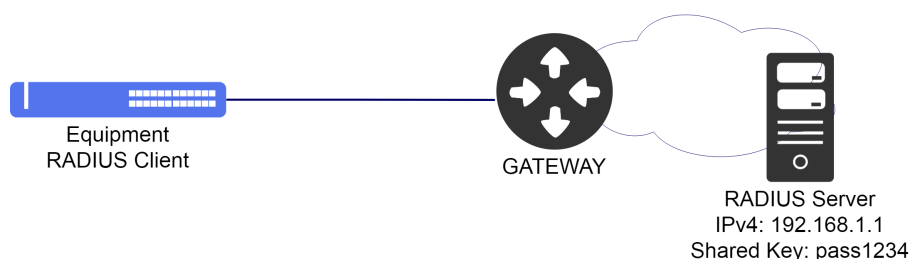 Equipment
RADIUS Client
GATEWAY
RADIUS Server
IPv4: 192.168.1.1
Shared Key: pass1234